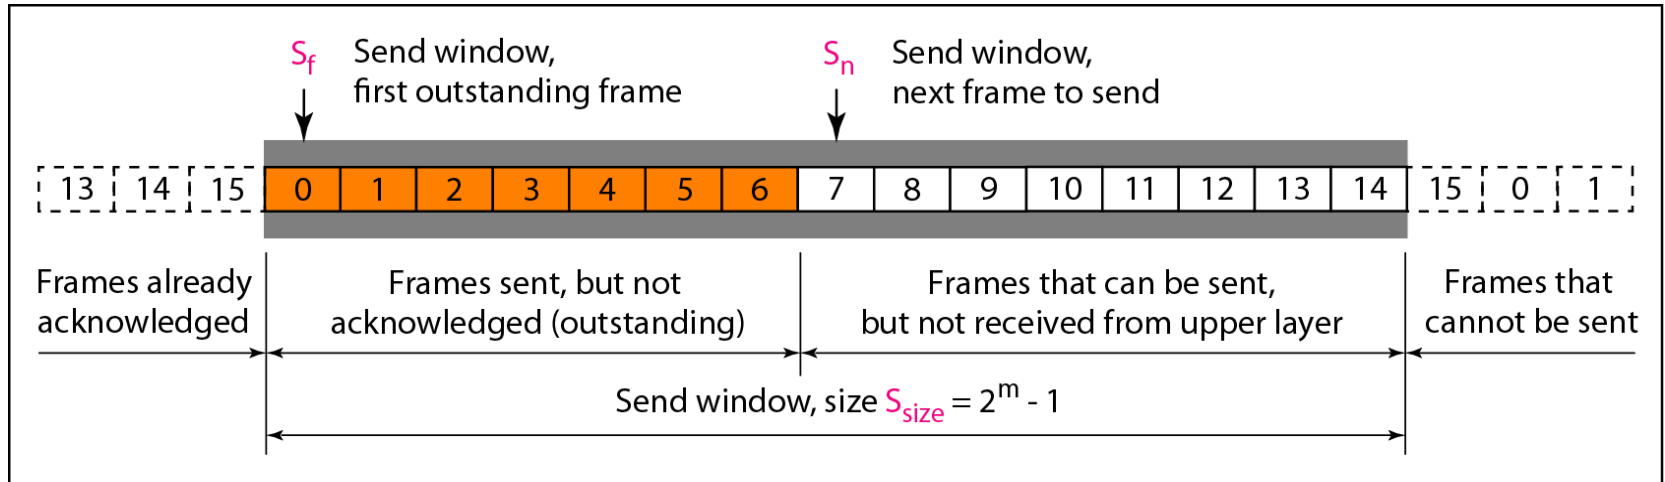 Sf Send window, first outstanding frame
Sn Send window, next frame to send
13 14 15 0 1 2 3 4 5 6 7 8 9 10 11 12 13 14 15 0 1
Frames already acknowledged
Frames sent, but not acknowledged (outstanding)
Frames that can be sent, but not received from upper layer
Frames that cannot be sent
Send window, size Ssize = 2^m - 1